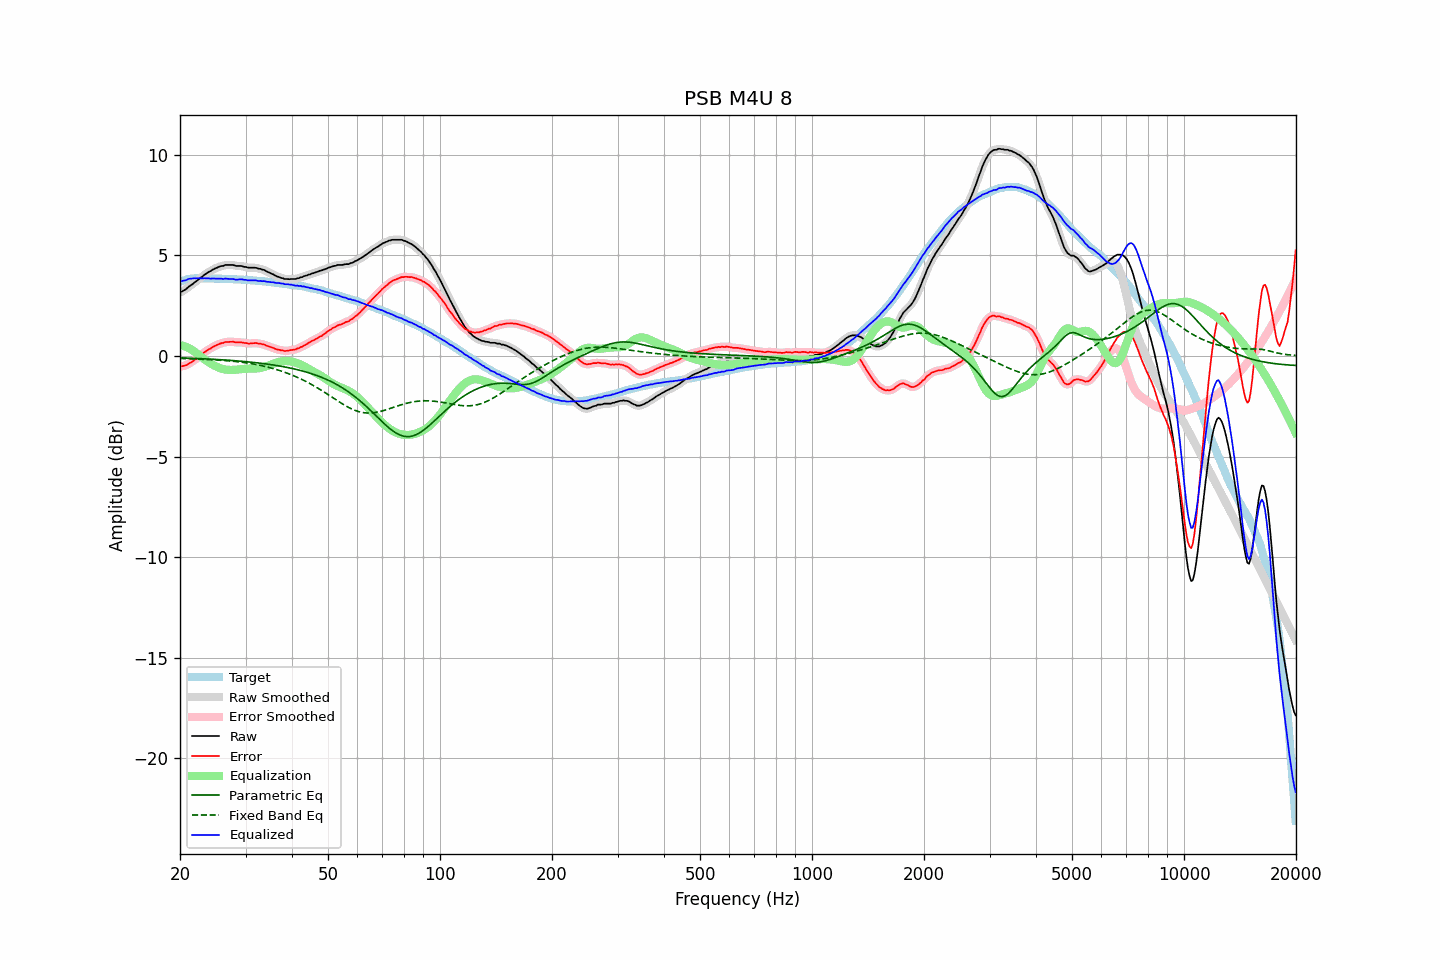 PSB M4U 8
10
5
0
−5
−10
−15
−20
Amplitude (dBr)
Target
Raw Smoothed
Error Smoothed
Raw
Error
Equalization
Parametric Eq
Fixed Band Eq
Equalized
20 50 100 200 500 1000 2000 5000 10000 20000
Frequency (Hz)